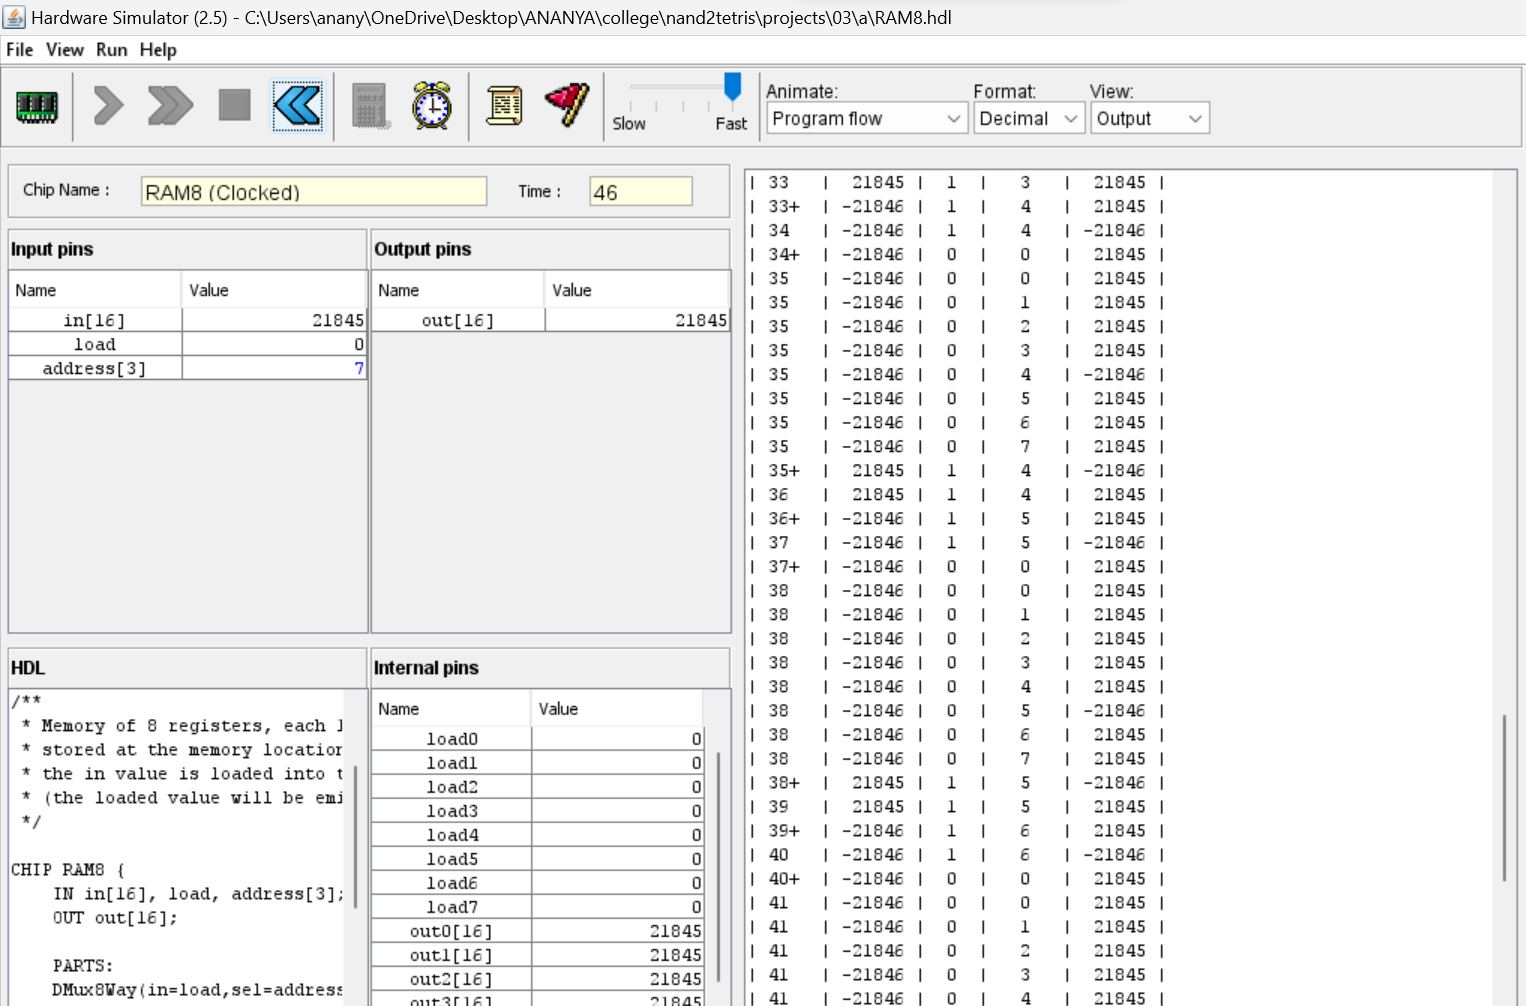 Hardware Simulator (2.5) - C:\Users\anany\OneDrive\Desktop\ANANYA\college\nand2tetris\projects\03\a\RAM8.hdl
File View Run Help
Slow Fast
Animate: Format: View:
Program flow Decimal Output
Chip Name : RAM8 (Clocked) Time : 46
Input pins
Name Value
in[16] 21845
load 0
address[3] 7
Output pins
Name Value
out[16] 21845
HDL
/**
* Memory of 8 registers, each l
* stored at the memory location
* the in value is loaded into t
* (the loaded value will be emi
*/
CHIP RAM8 {
IN in[16], load, address[3];
OUT out[16];
PARTS:
DMux8Way(in=load,sel=address
Internal pins
Name Value
load0 0
load1 0
load2 0
load3 0
load4 0
load5 0
load6 0
load7 0
out0[16] 21845
out1[16] 21845
out2[16] 21845
out3[16] 21845
| 33 | 21845 | 1 | 3 | 21845 |
| 33+ | -21846 | 1 | 4 | 21845 |
| 34 | -21846 | 1 | 4 | -21846 |
| 34+ | -21846 | 0 | 0 | 21845 |
| 35 | -21846 | 0 | 0 | 21845 |
| 35 | -21846 | 0 | 1 | 21845 |
| 35 | -21846 | 0 | 2 | 21845 |
| 35 | -21846 | 0 | 3 | 21845 |
| 35 | -21846 | 0 | 4 | -21846 |
| 35 | -21846 | 0 | 5 | 21845 |
| 35 | -21846 | 0 | 6 | 21845 |
| 35 | -21846 | 0 | 7 | 21845 |
| 35+ | 21845 | 1 | 4 | -21846 |
| 36 | 21845 | 1 | 4 | 21845 |
| 36+ | -21846 | 1 | 5 | 21845 |
| 37 | -21846 | 1 | 5 | -21846 |
| 37+ | -21846 | 0 | 0 | 21845 |
| 38 | -21846 | 0 | 0 | 21845 |
| 38 | -21846 | 0 | 1 | 21845 |
| 38 | -21846 | 0 | 2 | 21845 |
| 38 | -21846 | 0 | 3 | 21845 |
| 38 | -21846 | 0 | 4 | 21845 |
| 38 | -21846 | 0 | 5 | -21846 |
| 38 | -21846 | 0 | 6 | 21845 |
| 38 | -21846 | 0 | 7 | 21845 |
| 38+ | 21845 | 1 | 5 | -21846 |
| 39 | 21845 | 1 | 5 | 21845 |
| 39+ | -21846 | 1 | 6 | 21845 |
| 40 | -21846 | 1 | 6 | -21846 |
| 40+ | -21846 | 0 | 0 | 21845 |
| 41 | -21846 | 0 | 0 | 21845 |
| 41 | -21846 | 0 | 1 | 21845 |
| 41 | -21846 | 0 | 2 | 21845 |
| 41 | -21846 | 0 | 3 | 21845 |
| 41 | -21846 | 0 | 4 | 21845 |